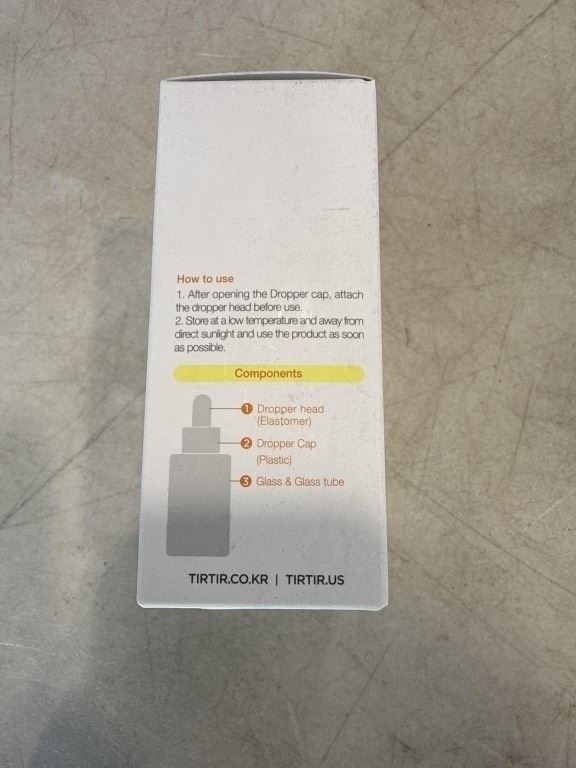 How to use
1. After opening the Dropper cap, attach
the dropper head before use.
2. Store at a low temperature and away from
direct sunlight and use the product as soon
as possible.
Components
1 Dropper head
(Elastomer)
2 Dropper Cap
(Plastic)
3 Glass & Glass tube
TIRTIR.CO.KR | TIRTIR.US